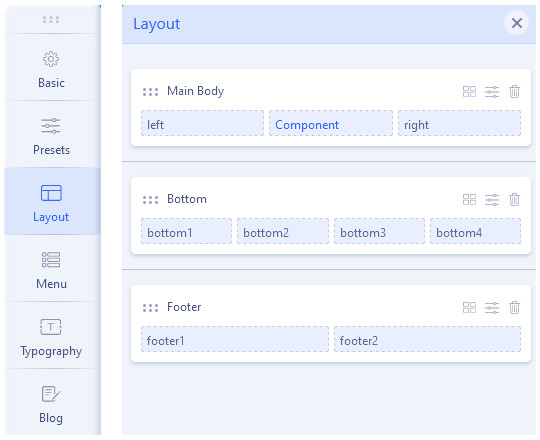 Layout
Basic
Presets
Layout
Menu
Typography
Blog
Main Body
left
Component
right
Bottom
bottom1
bottom2
bottom3
bottom4
Footer
footer1
footer2